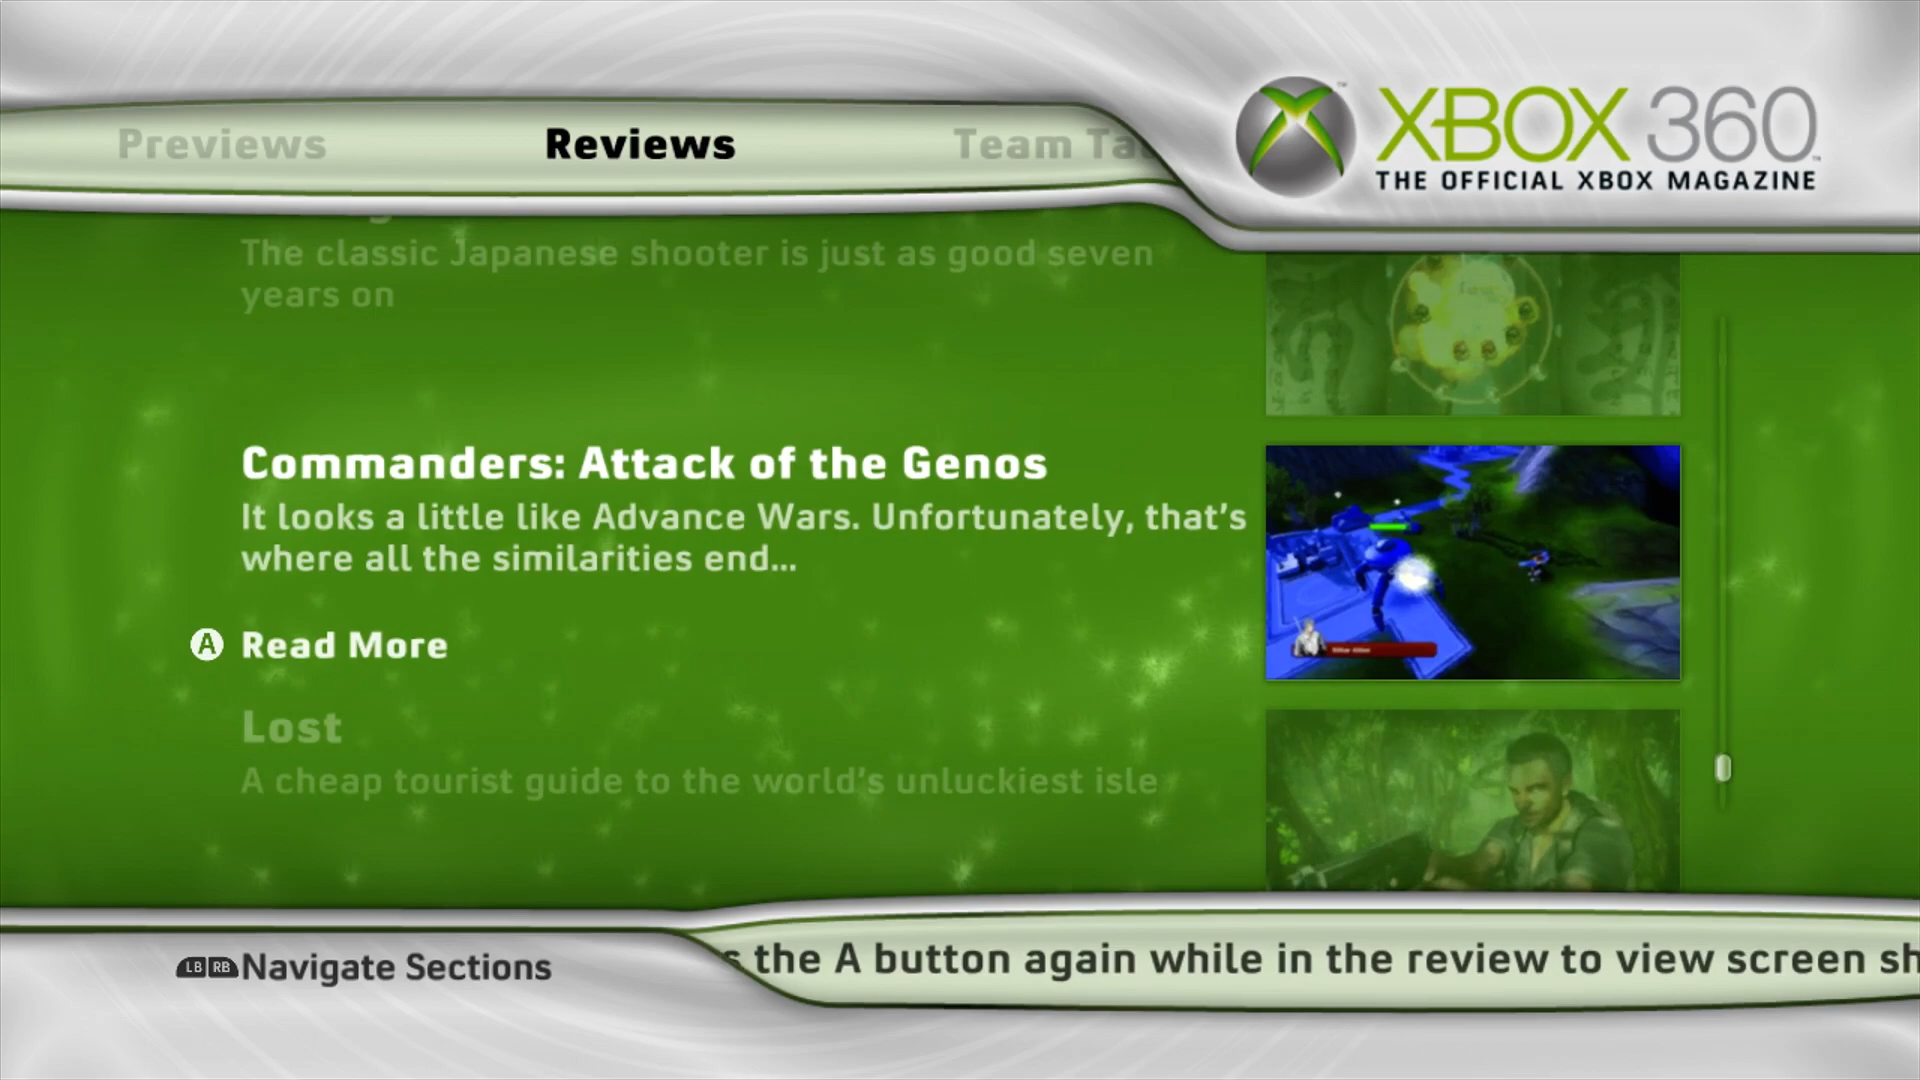 Previews
Reviews
Team Ta
XBOX 360
THE OFFICIAL XBOX MAGAZINE
The classic Japanese shooter is just as good seven
years on
Commanders: Attack of the Genos
It looks a little like Advance Wars. Unfortunately, that's
where all the similarities end...
A Read More
Lost
A cheap tourist guide to the world's unluckiest isle
LB RB Navigate Sections
s the A button again while in the review to view screen sh